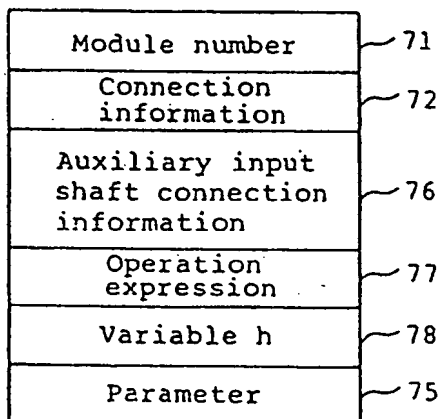 Module number 71
Connection
information 72
Auxiliary input
shaft connection
information 76
Operation
expression 77
Variable h 78
Parameter 75